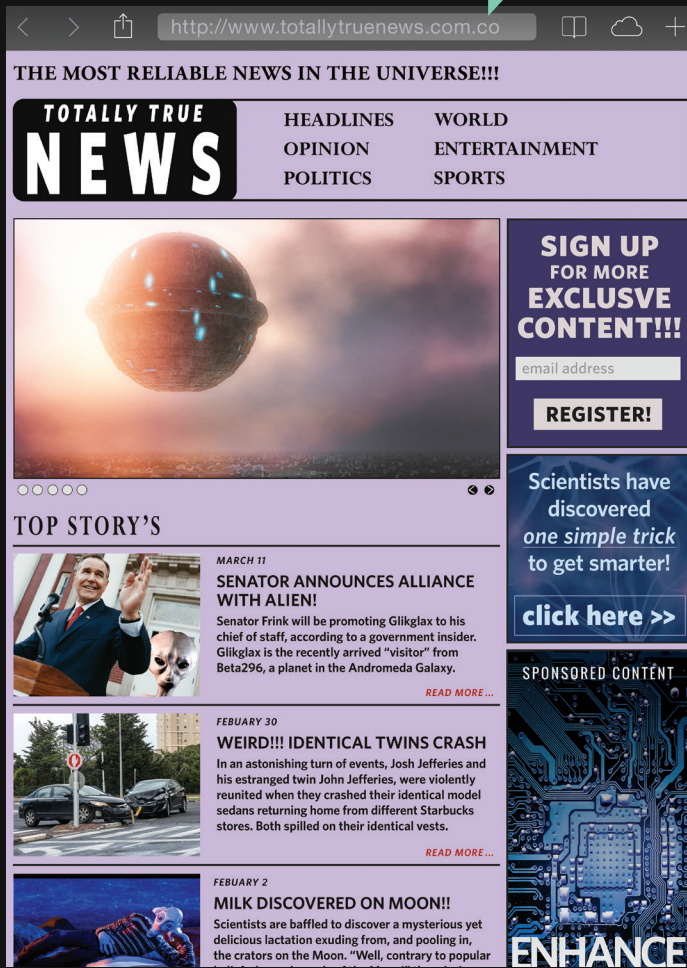 http://www.totallytruenews.com.co
THE MOST RELIABLE NEWS IN THE UNIVERSE!!!
TOTALLY TRUE
NEWS
HEADLINES
OPINION
POLITICS
WORLD
ENTERTAINMENT
SPORTS
SIGN UP
FOR MORE
EXCLUSVE
CONTENT!!!
email address
REGISTER!
Scientists have
discovered
one simple trick
to get smarter!
click here >>
SPONSORED CONTENT
ENHANCE
TOP STORY'S
MARCH 11
SENATOR ANNOUNCES ALLIANCE
WITH ALIEN!
Senator Frink will be promoting Glikglax to his
chief of staff, according to a government insider.
Glikglax is the recently arrived “visitor” from
Beta296, a planet in the Andromeda Galaxy.
READ MORE...
FEBUARY 30
WEIRD!!! IDENTICAL TWINS CRASH
In an astonishing turn of events, Josh Jefferies and
his estranged twin John Jefferies, were violently
reunited when they crashed their identical model
sedans returning home from different Starbucks
stores. Both spilled on their identical vests.
READ MORE...
FEBUARY 2
MILK DISCOVERED ON MOON!!
Scientists are baffled to discover a mysterious yet
delicious lactation exuding from, and pooling in,
the crators on the Moon. “Well, contrary to popular